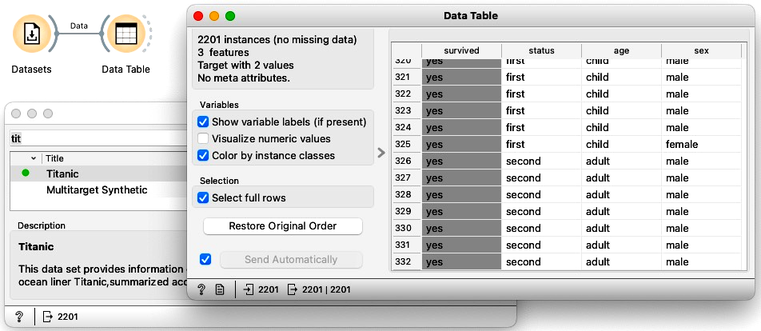 Data
Datasets
Data Table
tit
Title
Titanic
Multitarget Synthetic
Description
Titanic
This data set provides information
ocean liner Titanic,summarized acc
2201
Data Table
2201 instances (no missing data)
3 features
Target with 2 values
No meta attributes.
Variables
Show variable labels (if present)
Visualize numeric values
Color by instance classes
Selection
Select full rows
Restore Original Order
Send Automatically
? 2201 2201 | 2201
survived status age sex
320 yes first child male
321 yes first child male
322 yes first child male
323 yes first child male
324 yes first child male
325 yes first child female
326 yes second adult male
327 yes second adult male
328 yes second adult male
329 yes second adult male
330 yes second adult male
331 yes second adult male
332 yes second adult male